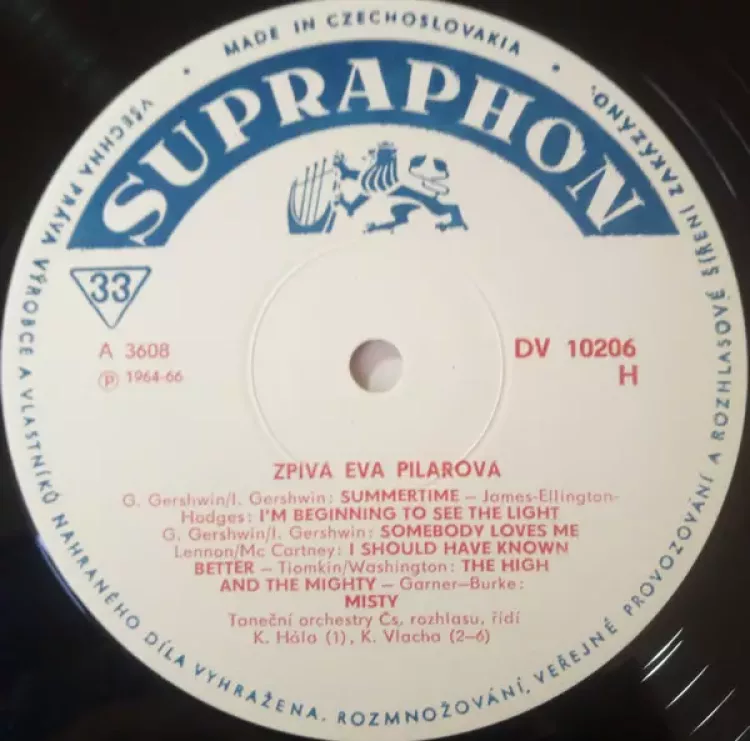 MADE IN CZECHOSLOVAKIA
SUPRAPHON
33
A 3608
Ⓟ 1964-66
DV 10206
H
ZPÍVÁ EVA PILAROVÁ
G. Gershwin/I. Gershwin: SUMMERTIME – James-Ellington-
Hodges: I'M BEGINNING TO SEE THE LIGHT
G. Gershwin/I. Gershwin: SOMEBODY LOVES ME
Lennon/Mc Cartney: I SHOULD HAVE KNOWN
BETTER – Tiomkin/Washington: THE HIGH
AND THE MIGHTY – Garner–Burke:
MISTY
Taneční orchestry Čs, rozhlasu, řídí
K. Hála (1), K. Vlacha (2–6)
VŠECHNA PRÁVA VÝROBCE A VLASTNÍKŮ NAHRANÉHO DÍLA VYHRAŽENA. ROZMNOŽOVÁNÍ, VEŘEJNÉ PROVOZOVÁNÍ A ROZHLASOVÉ ŠÍŘENÍ ZAKÁZÁNO.